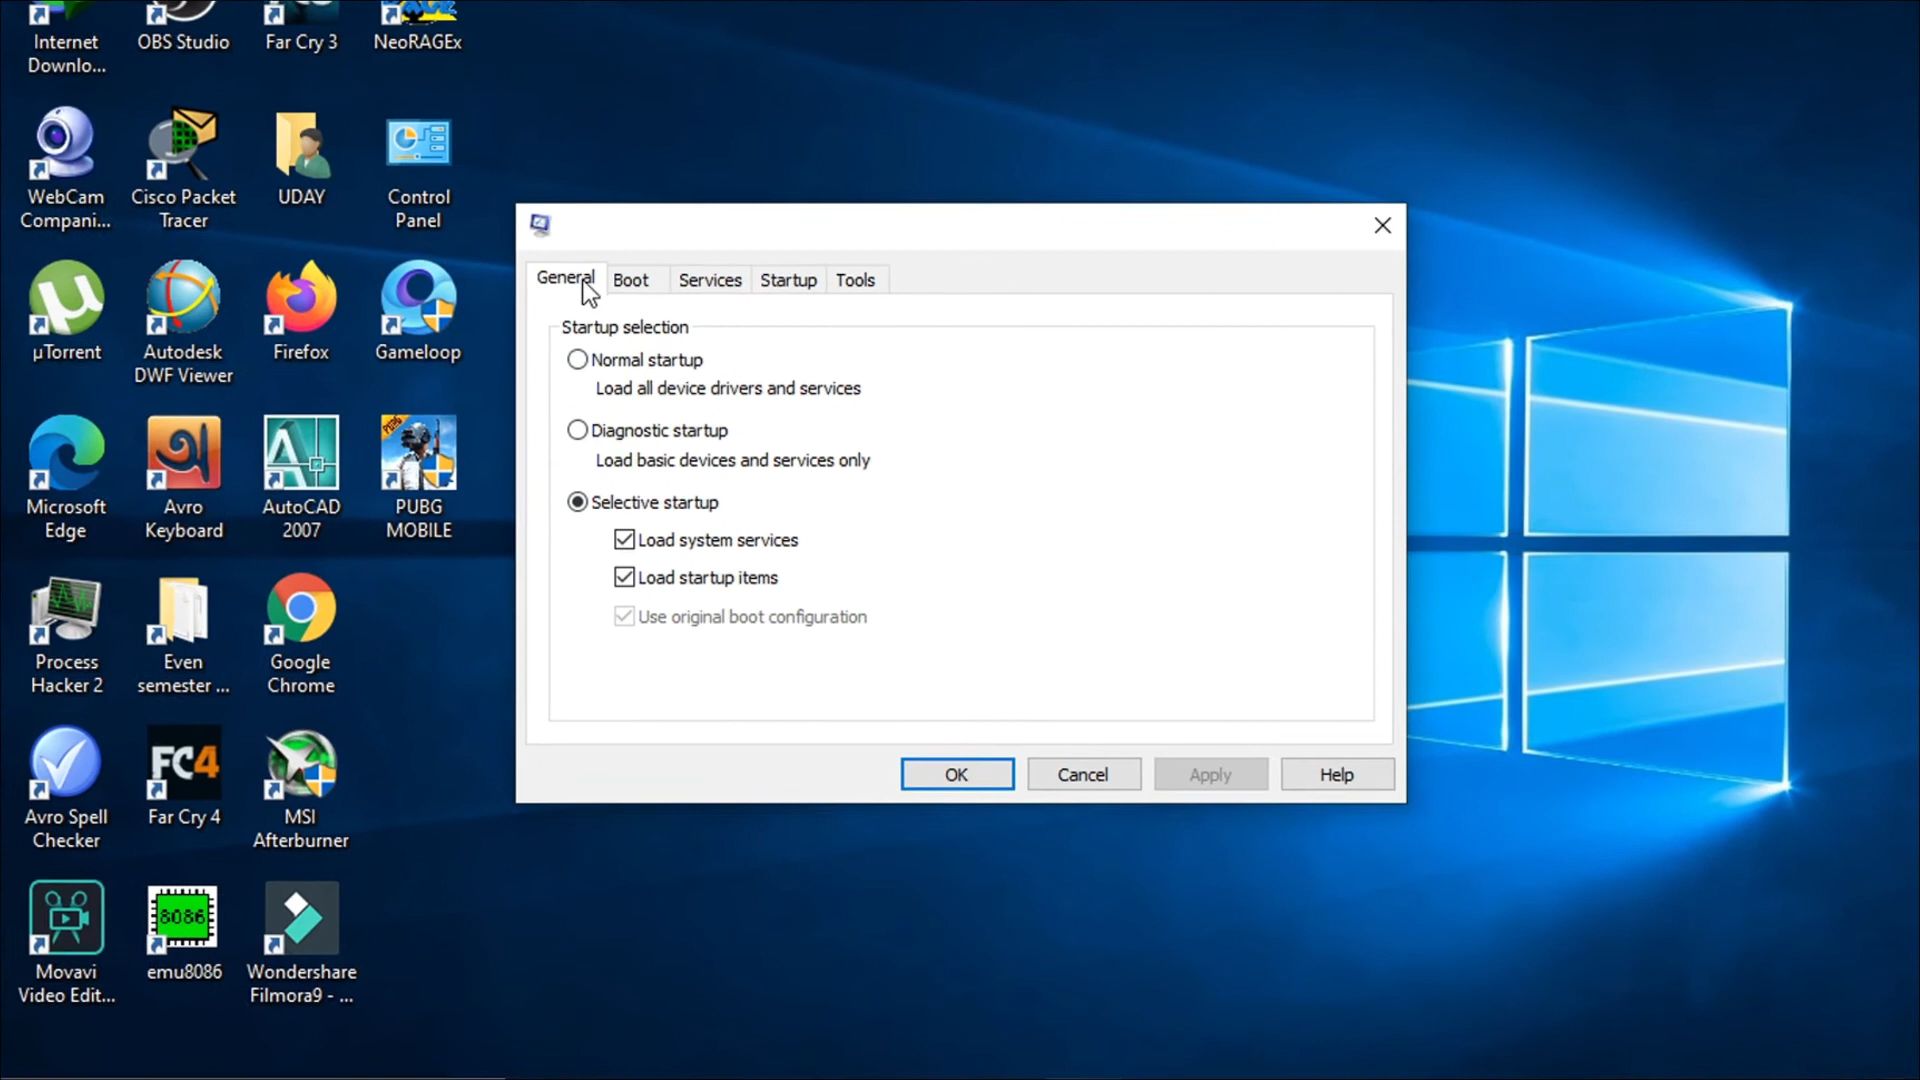 Internet
Downlo...
OBS Studio
Far Cry 3
NeoRAGEx
WebCam
Compani...
Cisco Packet
Tracer
UDAY
Control
Panel
µTorrent
Autodesk
DWF Viewer
Firefox
Gameloop
Microsoft
Edge
Avro
Keyboard
AutoCAD
2007
PUBG
PUBG
MOBILE
Process
Hacker 2
Even
semester ...
Google
Chrome
Avro Spell
Checker
FC4
Far Cry 4
MSI
Afterburner
Movavi
Video Edit...
8086
emu8086
Wondershare
Filmora9 - ...
General
Boot
Services
Startup
Tools
Startup selection
Normal startup
Load all device drivers and services
Diagnostic startup
Load basic devices and services only
Selective startup
Load system services
Load startup items
Use original boot configuration
OK
Cancel
Apply
Help